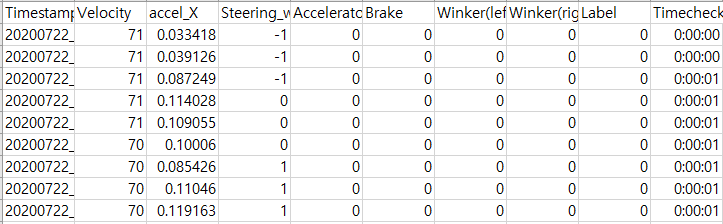 Timestamp Velocity accel_X Steering_w Accelerato Brake Winker(lef Winker(rig Label Timecheck
20200722_ 71 0.033418 -1 0 0 0 0 0 0:00:00
20200722_ 71 0.039126 -1 0 0 0 0 0 0:00:00
20200722_ 71 0.087249 -1 0 0 0 0 0 0:00:01
20200722_ 71 0.114028 0 0 0 0 0 0 0:00:01
20200722_ 71 0.109055 0 0 0 0 0 0 0:00:01
20200722_ 70 0.10006 0 0 0 0 0 0 0:00:01
20200722_ 70 0.085426 1 0 0 0 0 0 0:00:01
20200722_ 70 0.11046 1 0 0 0 0 0 0:00:01
20200722_ 70 0.119163 1 0 0 0 0 0 0:00:01